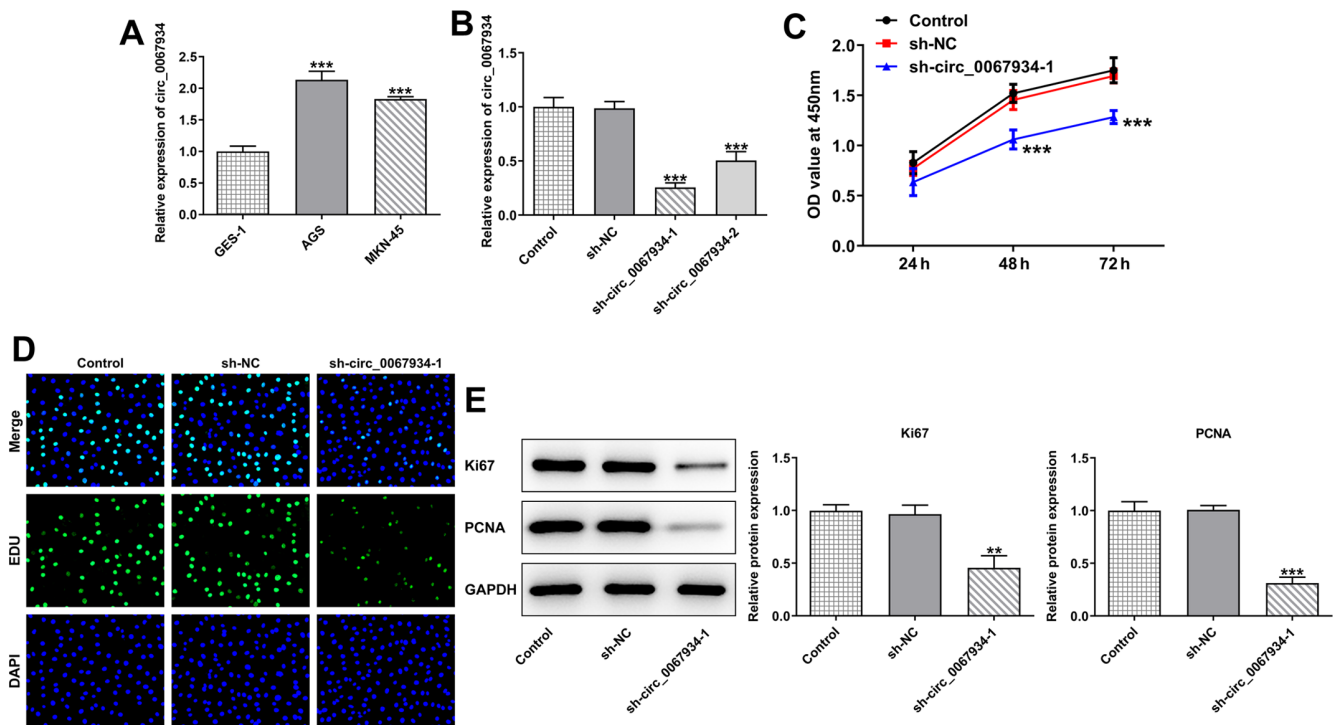 A
Relative expression of circ_0067934
2.5
2.0
1.5
1.0
0.5
0.0
***
***
GES-1
AGS
MKN-45
B
Relative expression of circ_0067934
1.5
1.0
0.5
0.0
***
***
Control
sh-NC
sh-circ_0067934-1
sh-circ_0067934-2
C
Control
sh-NC
sh-circ_0067934-1
OD value at 450nm
2.0
1.5
1.0
0.5
0.0
***
***
24 h
48 h
72 h
D
Control
sh-NC
sh-circ_0067934-1
Merge
EDU
DAPI
E
Ki67
PCNA
GAPDH
Control
sh-NC
sh-circ_0067934-1
Ki67
Relative protein expression
1.5
1.0
0.5
0.0
**
Control
sh-NC
sh-circ_0067934-1
PCNA
Relative protein expression
1.5
1.0
0.5
0.0
***
Control
sh-NC
sh-circ_0067934-1